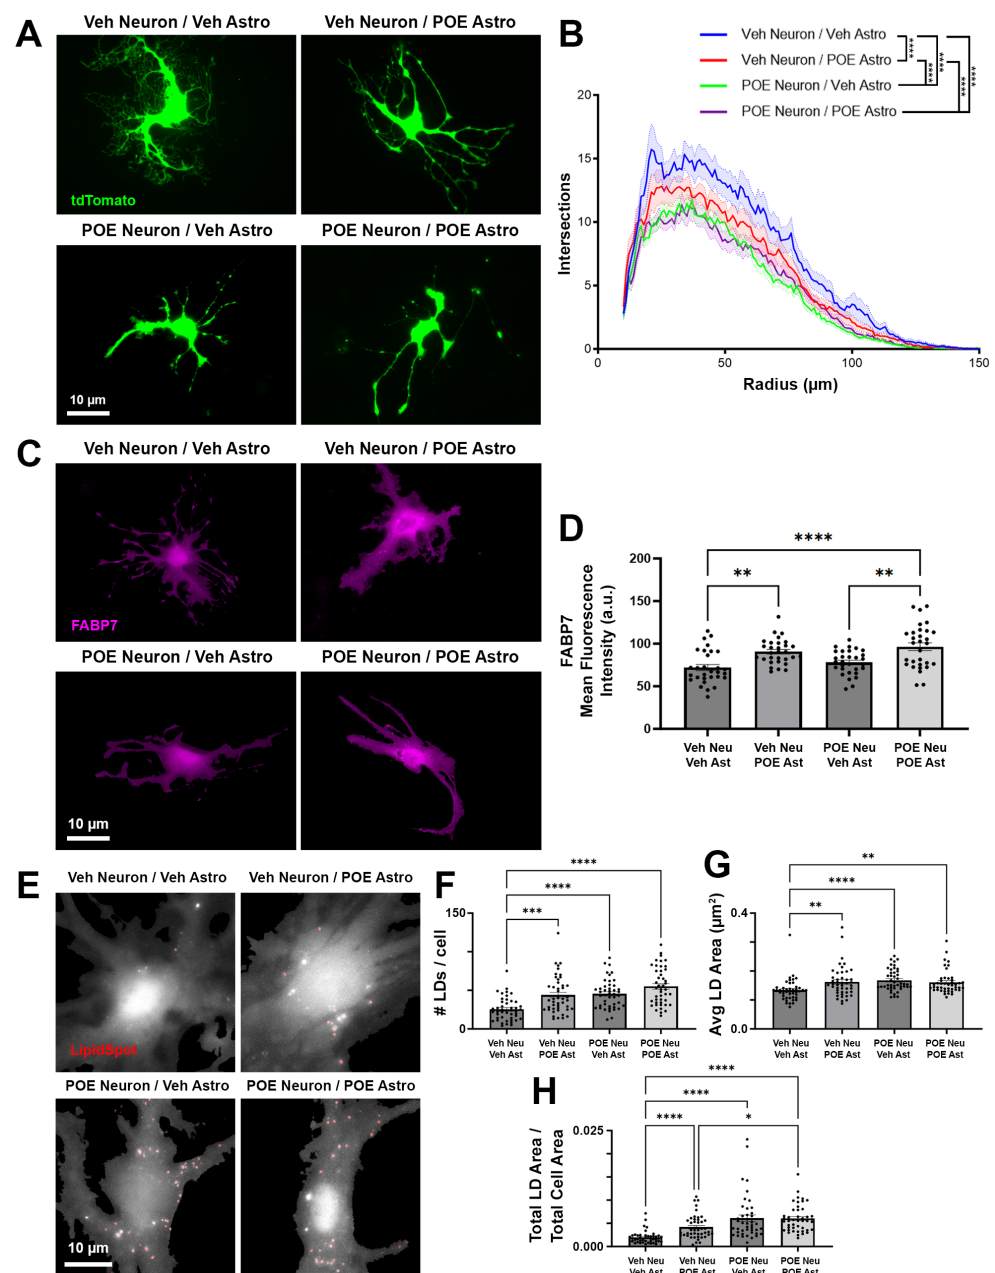 A
Veh Neuron / Veh Astro
Veh Neuron / POE Astro
tdTomato
POE Neuron / Veh Astro
POE Neuron / POE Astro
10 µm
B
Veh Neuron / Veh Astro
Veh Neuron / POE Astro
POE Neuron / Veh Astro
POE Neuron / POE Astro
****
****
****
****
****
Intersections
20
15
10
5
0
0
50
100
150
Radius (µm)
C
Veh Neuron / Veh Astro
Veh Neuron / POE Astro
FABP7
POE Neuron / Veh Astro
POE Neuron / POE Astro
10 µm
D
****
**
**
FABP7
Mean Fluorescence
Intensity (a.u.)
200
150
100
50
0
Veh Neu
Veh Ast
Veh Neu
POE Ast
POE Neu
Veh Ast
POE Neu
POE Ast
E
Veh Neuron / Veh Astro
Veh Neuron / POE Astro
LipidSpot
POE Neuron / Veh Astro
POE Neuron / POE Astro
10 µm
F
****
****
***
# LDs / cell
150
0
Veh Neu
Veh Ast
Veh Neu
POE Ast
POE Neu
Veh Ast
POE Neu
POE Ast
G
**
****
**
Avg LD Area (µm²)
0.4
0.0
Veh Neu
Veh Ast
Veh Neu
POE Ast
POE Neu
Veh Ast
POE Neu
POE Ast
H
****
****
****
*
Total LD Area /
Total Cell Area
0.025
0.000
Veh Neu
Veh Ast
Veh Neu
POE Ast
POE Neu
Veh Ast
POE Neu
POE Ast